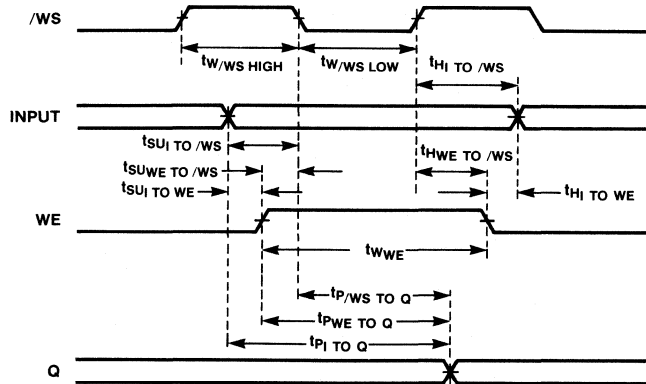 /WS
tW/WS HIGH tW/WS LOW
tHI TO /WS
INPUT
tSUI TO /WS
tSUWE TO /WS tHWE TO /WS
tSUI TO WE tHI TO WE
WE
tWWE
tP/WS TO Q
tPWE TO Q
tPI TO Q
Q